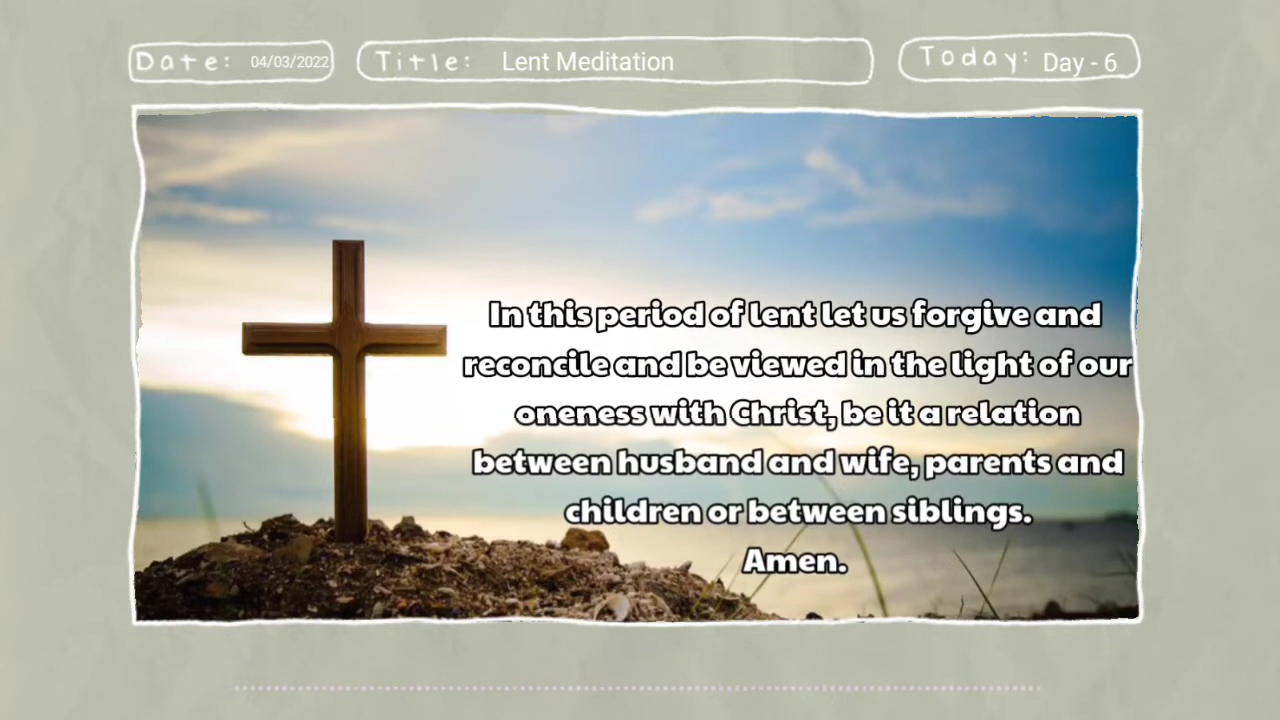 Date: 04/03/2022 Title: Lent Meditation Today: Day - 6
In this period of lent let us forgive and
reconcile and be viewed in the light of our
oneness with Christ, be it a relation
between husband and wife, parents and
children or between siblings.
Amen.